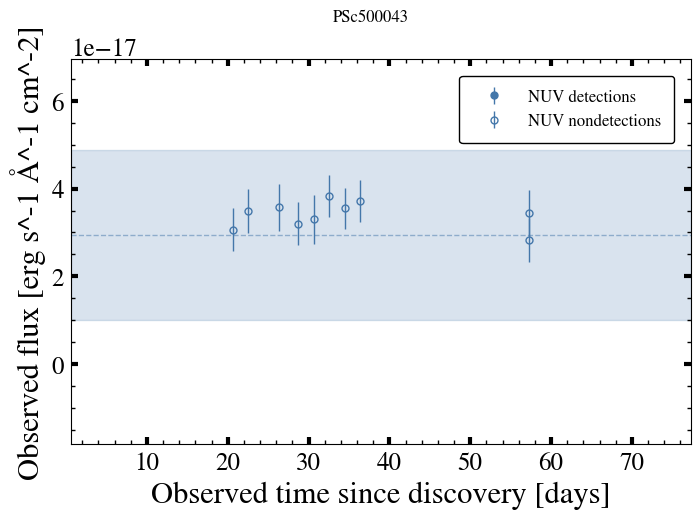 PSc500043
1e−17
Observed flux [erg s^-1 Å^-1 cm^-2]
6
4
2
0
NUV detections
NUV nondetections
10 20 30 40 50 60 70
Observed time since discovery [days]